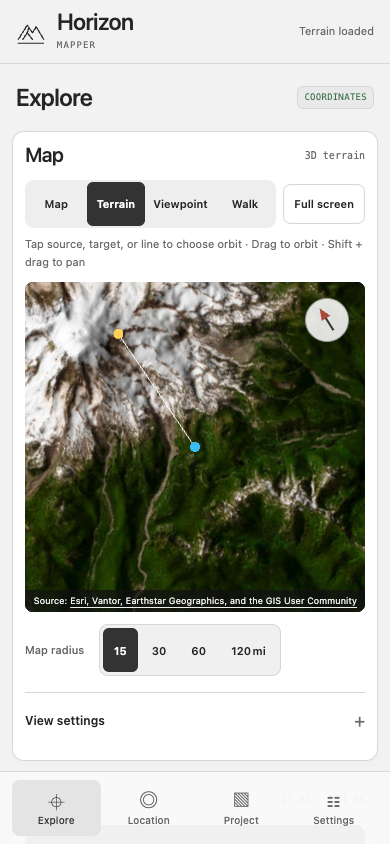 Horizon
MAPPER
Terrain loaded
Explore
COORDINATES
Map
3D terrain
Map Terrain Viewpoint Walk Full screen
Tap source, target, or line to choose orbit · Drag to orbit · Shift +
drag to pan
Source: Esri, Vantor, Earthstar Geographics, and the GIS User Community
Map radius 15 30 60 120 mi
View settings +
Explore Location Project Settings